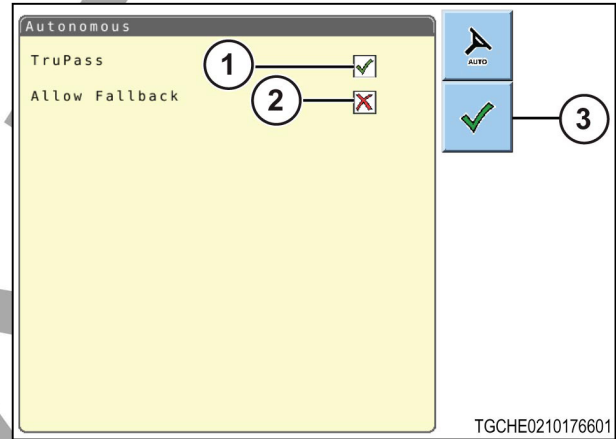 Autonomous
TruPass
1
Allow Fallback
2
AUTO
3
TGCHE0210176601